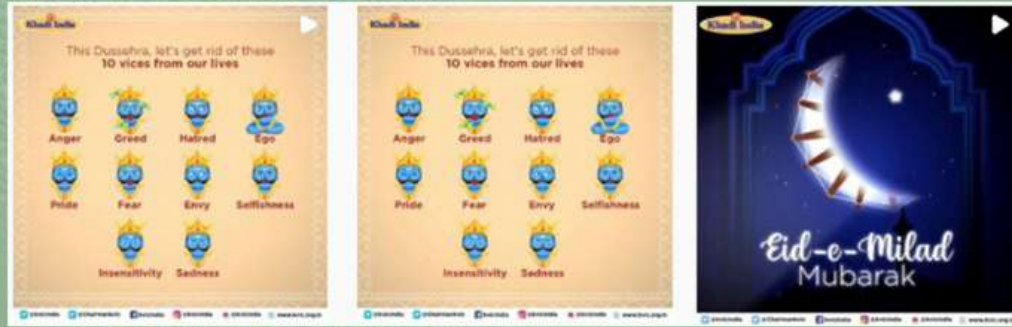 Khadi India
This Dussehra, let's get rid of these
10 vices from our lives
Anger Greed Hatred Ego
Pride Fear Envy Selfishness
Insensitivity Sadness
Khadi India
This Dussehra, let's get rid of these
10 vices from our lives
Anger Greed Hatred Ego
Pride Fear Envy Selfishness
Insensitivity Sadness
Khadi India
Eid-e-Milad
Mubarak